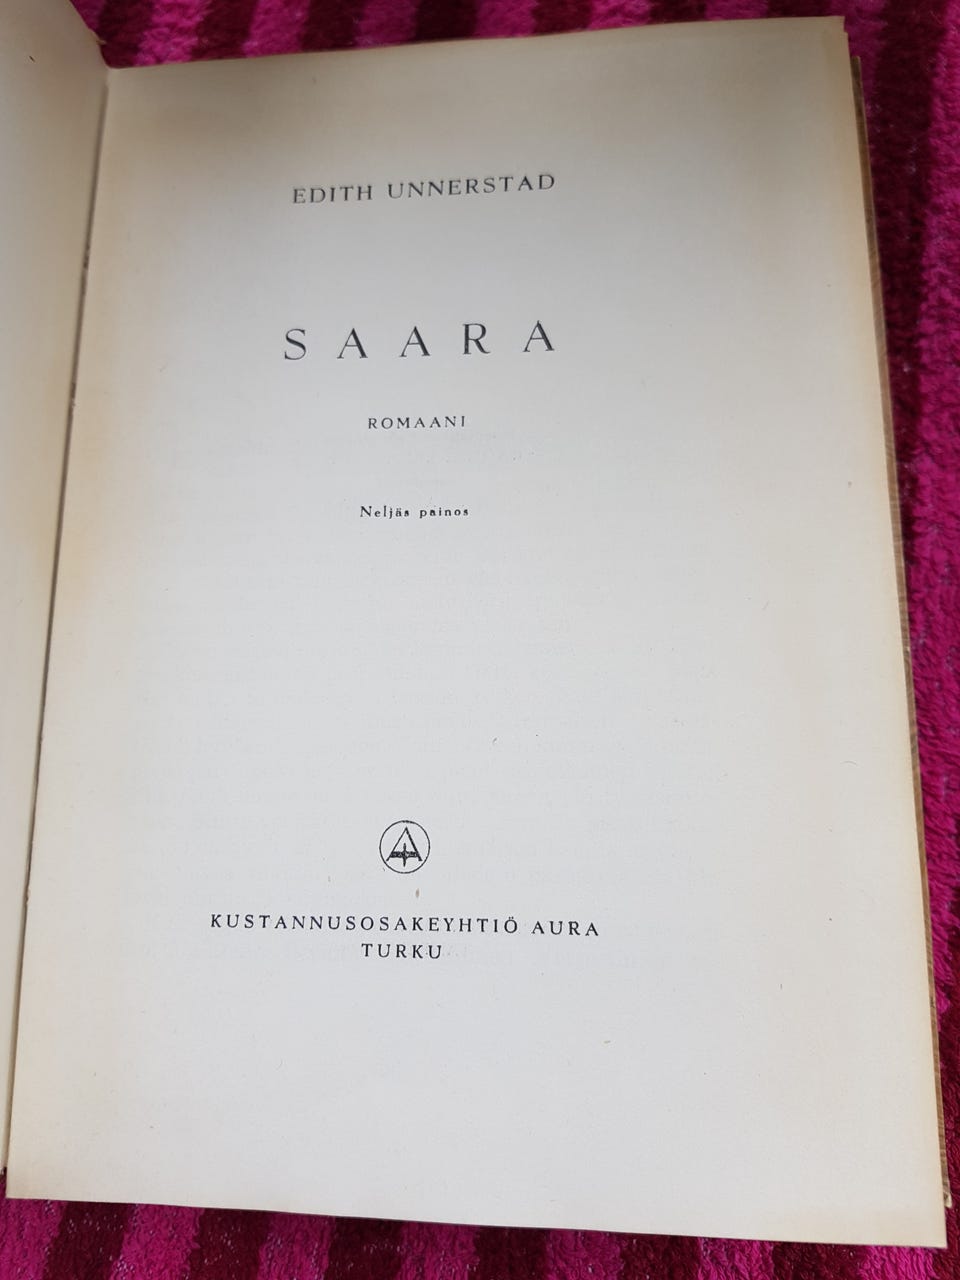 EDITH UNNERSTAD
SAARA
ROMAANI
Neljäs painos
KUSTANNUSOSAKEYHTIÖ AURA
TURKU